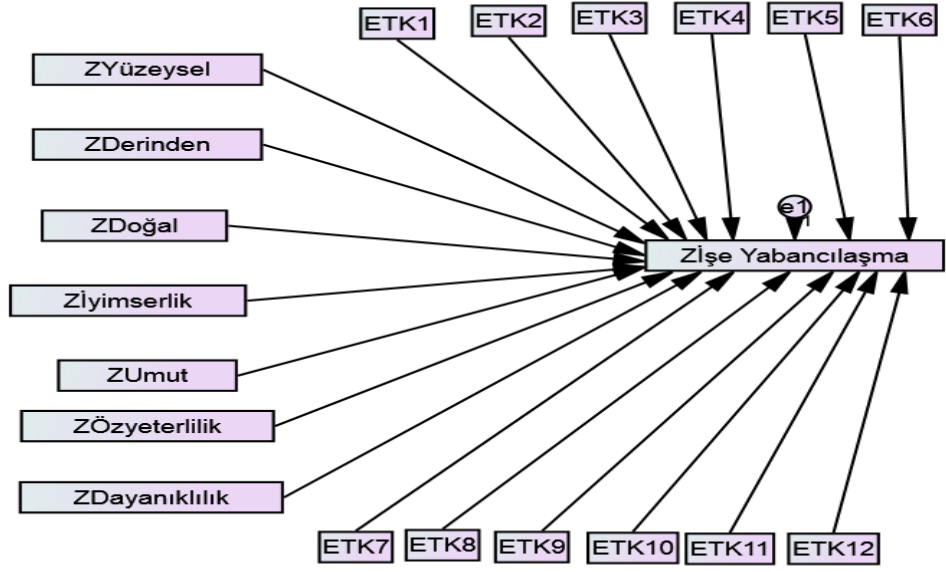 ETK1 ETK2 ETK3 ETK4 ETK5 ETK6
ZYüzeysel
ZDerinden
ZDoğal
e1
1
Zİşe Yabancılaşma
Zİyimserlik
ZUmut
ZÖzyeterlilik
ZDayanıklılık
ETK7 ETK8 ETK9 ETK10 ETK11 ETK12